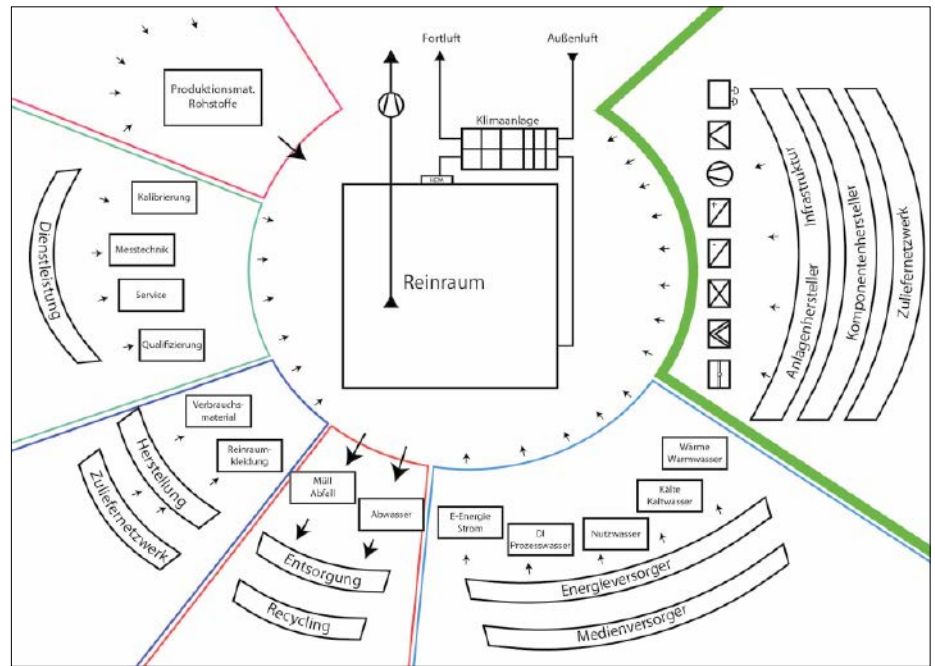 Fortluft
Außenluft
Klimaanlage
Produktionsmat.
Rohstoffe
Reinraum
Dienstleistung
Kalibrierung
Messtechnik
Service
Qualifizierung
Verbrauchs-
material
Reinraum-
kleidung
Herstellung
Zuliefernetzwerk
Müll
Abfall
Abwasser
Entsorgung
Recycling
E-Energie
Strom
DI
Prozesswasser
Nutzwasser
Kälte
Kaltwasser
Wärme
Warmwasser
Energieversorger
Medienversorger
Anlagenhersteller Infrastruktur
Komponentenhersteller
Zuliefernetzwerk